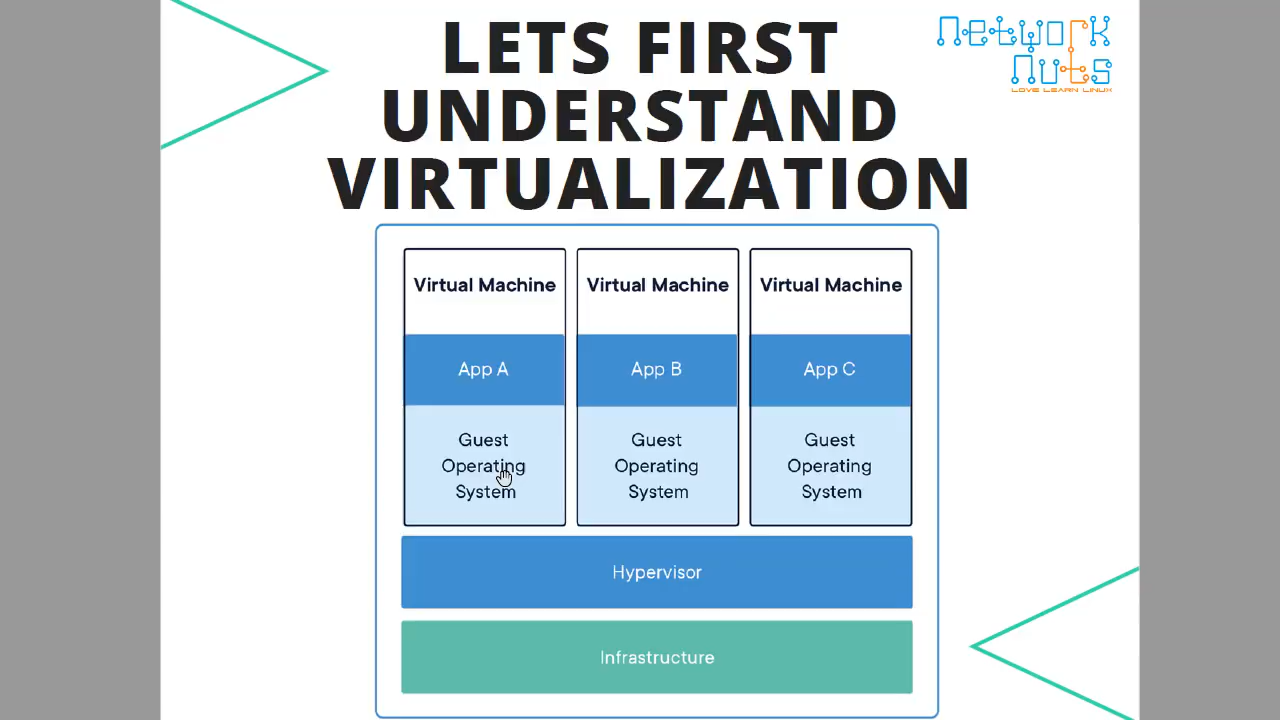 LETS FIRST
UNDERSTAND
VIRTUALIZATION
Network
Nuts
LOVE LEARN LINUX
Virtual Machine
Virtual Machine
Virtual Machine
App A
App B
App C
Guest
Operating
System
Guest
Operating
System
Guest
Operating
System
Hypervisor
Infrastructure